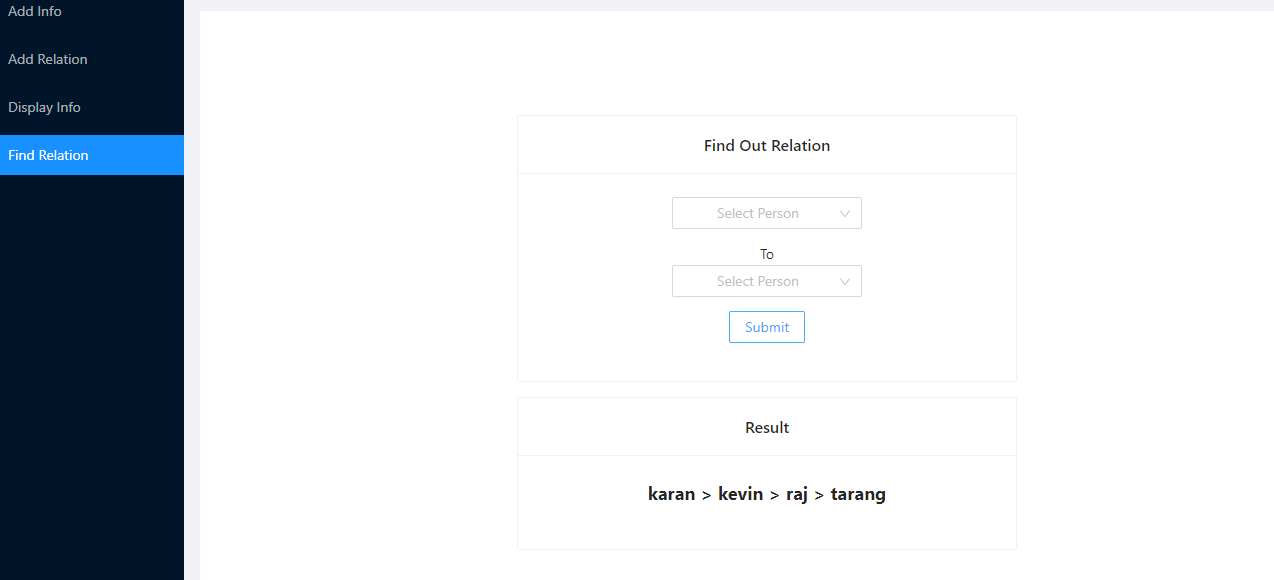 Add Info
Add Relation
Display Info
Find Relation
Find Out Relation
Select Person
To
Select Person
Submit
Result
karan > kevin > raj > tarang